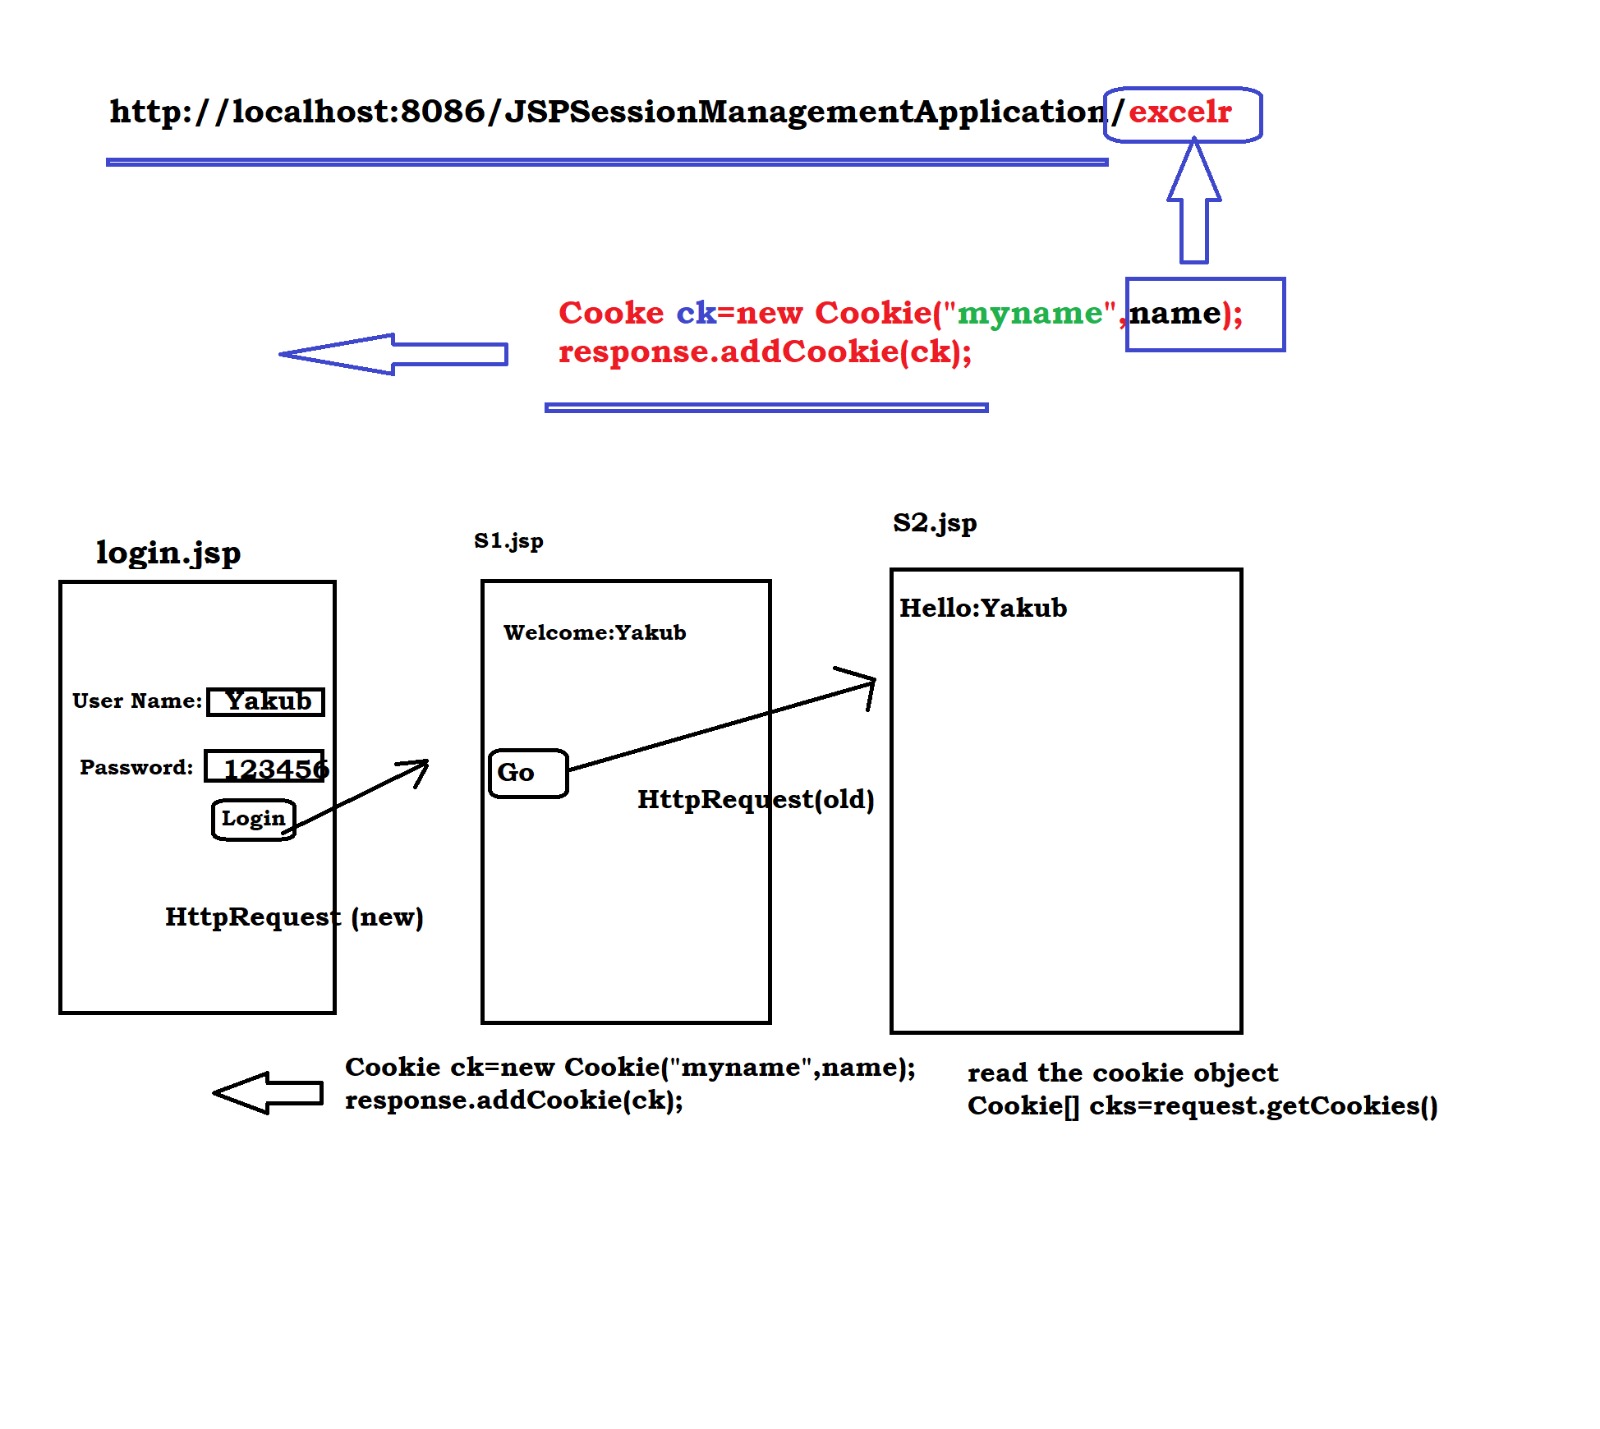 http://localhost:8086/JSPSessionManagementApplication/excelr
Cooke ck=new Cookie("myname",name);
response.addCookie(ck);
login.jsp
User Name: Yakub
Password: 123456
Login
HttpRequest (new)
S1.jsp
Welcome:Yakub
Go
HttpRequest(old)
S2.jsp
Hello:Yakub
Cookie ck=new Cookie("myname",name);
response.addCookie(ck);
read the cookie object
Cookie[] cks=request.getCookies()